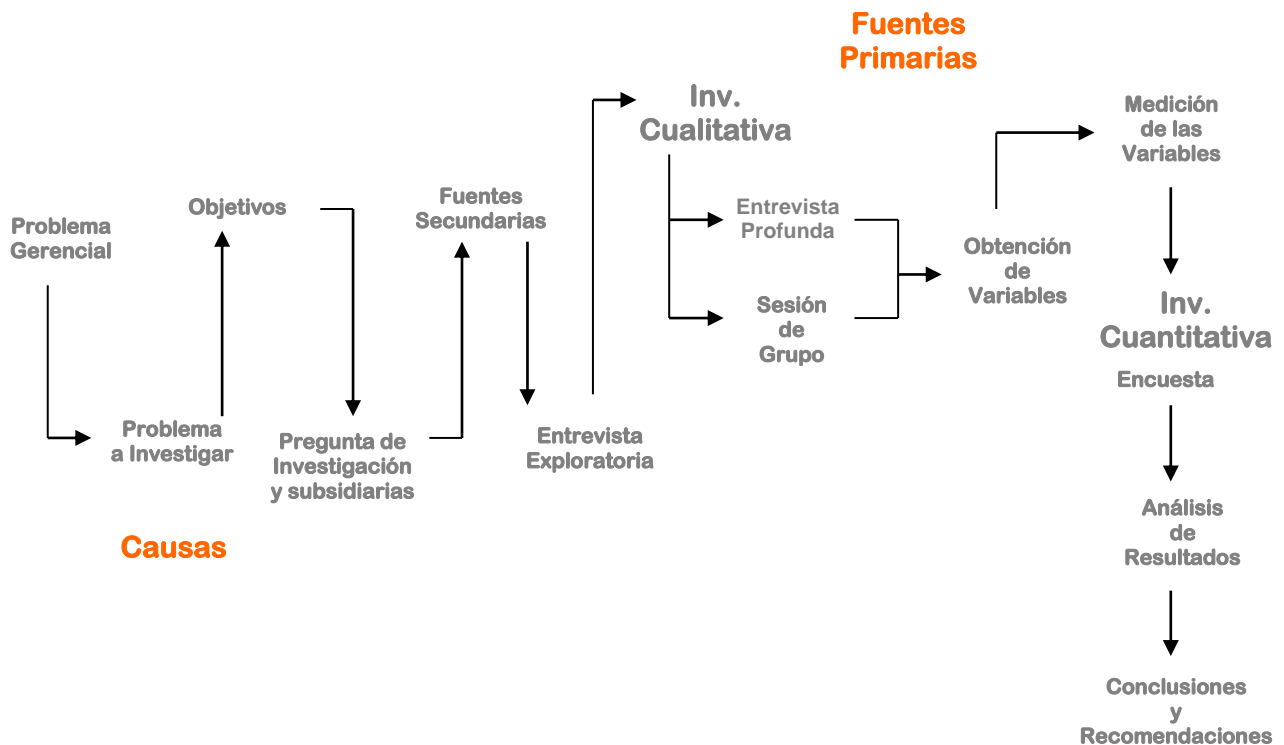 Problema
Gerencial
Problema
a Investigar
Causas
Objetivos
Pregunta de
Investigación
y subsidiarias
Fuentes
Secundarias
Entrevista
Exploratoria
Fuentes
Primarias
Inv.
Cualitativa
Entrevista
Profunda
Sesión
de
Grupo
Obtención
de
Variables
Medición
de las
Variables
Inv.
Cuantitativa
Encuesta
Análisis
de
Resultados
Conclusiones
y
Recomendaciones